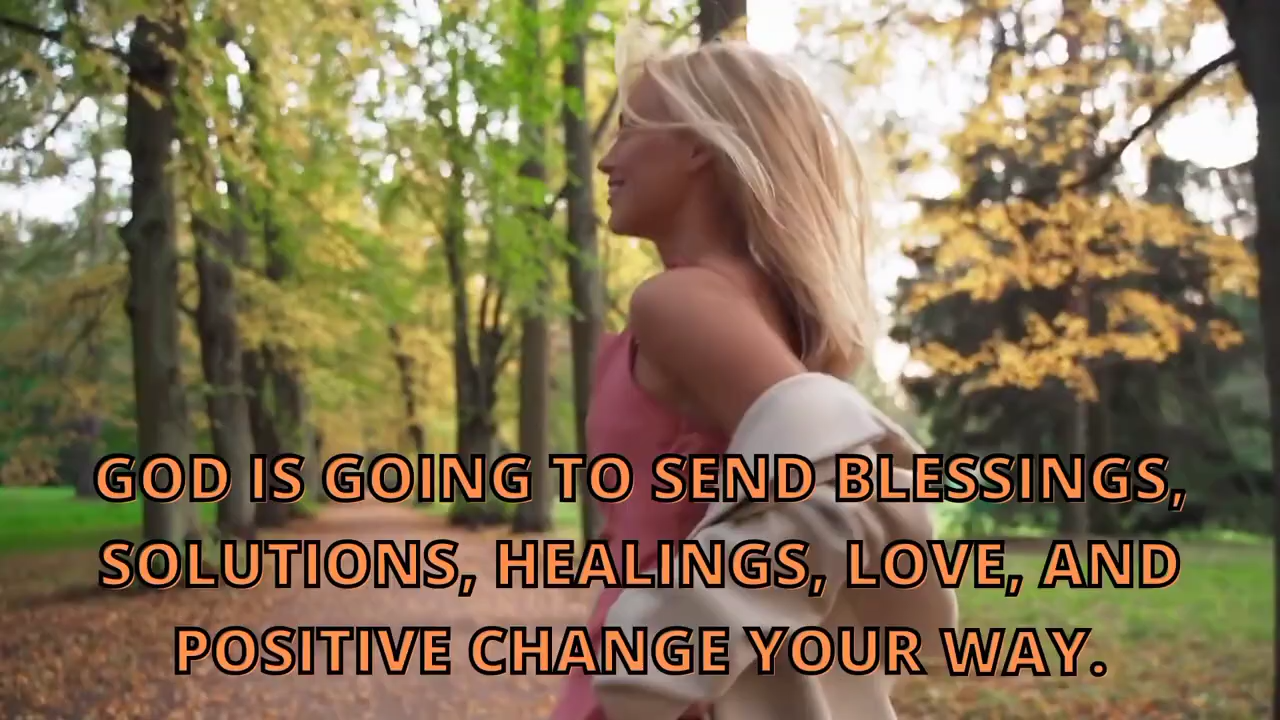 GOD IS GOING TO SEND BLESSINGS,
SOLUTIONS, HEALINGS, LOVE, AND
POSITIVE CHANGE YOUR WAY.